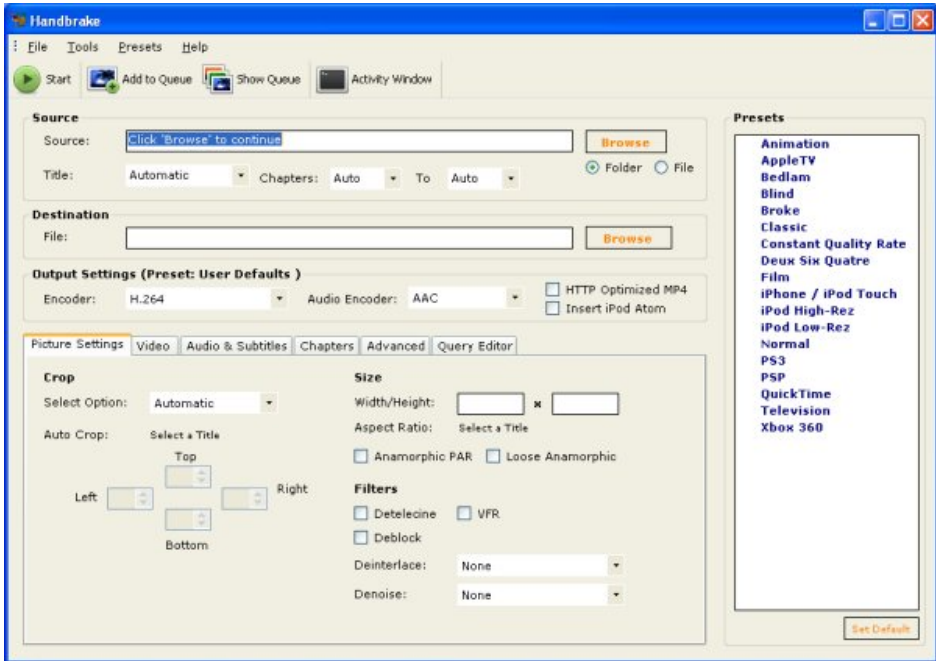 Handbrake
File Tools Presets Help
Start Add to Queue Show Queue Activity Window
Source
Source: Click 'Browse' to continue Browse
Title: Automatic Chapters: Auto To Auto Folder File
Destination
File: Browse
Output Settings (Preset: User Defaults )
Encoder: H.264 Audio Encoder: AAC
HTTP Optimized MP4
Insert iPod Atom
Picture Settings Video Audio & Subtitles Chapters Advanced Query Editor
Crop
Select Option: Automatic
Auto Crop: Select a Title
Top
Left Right
Bottom
Size
Width/Height: x
Aspect Ratio: Select a Title
Anamorphic PAR Loose Anamorphic
Filters
Detelecine VFR
Deblock
Deinterlace: None
Denoise: None
Presets
Animation
AppleTV
Bedlam
Blind
Broke
Classic
Constant Quality Rate
Deux Six Quatre
Film
iPhone / iPod Touch
iPod High-Rez
iPod Low-Rez
Normal
PS3
PSP
QuickTime
Television
Xbox 360
Set Default